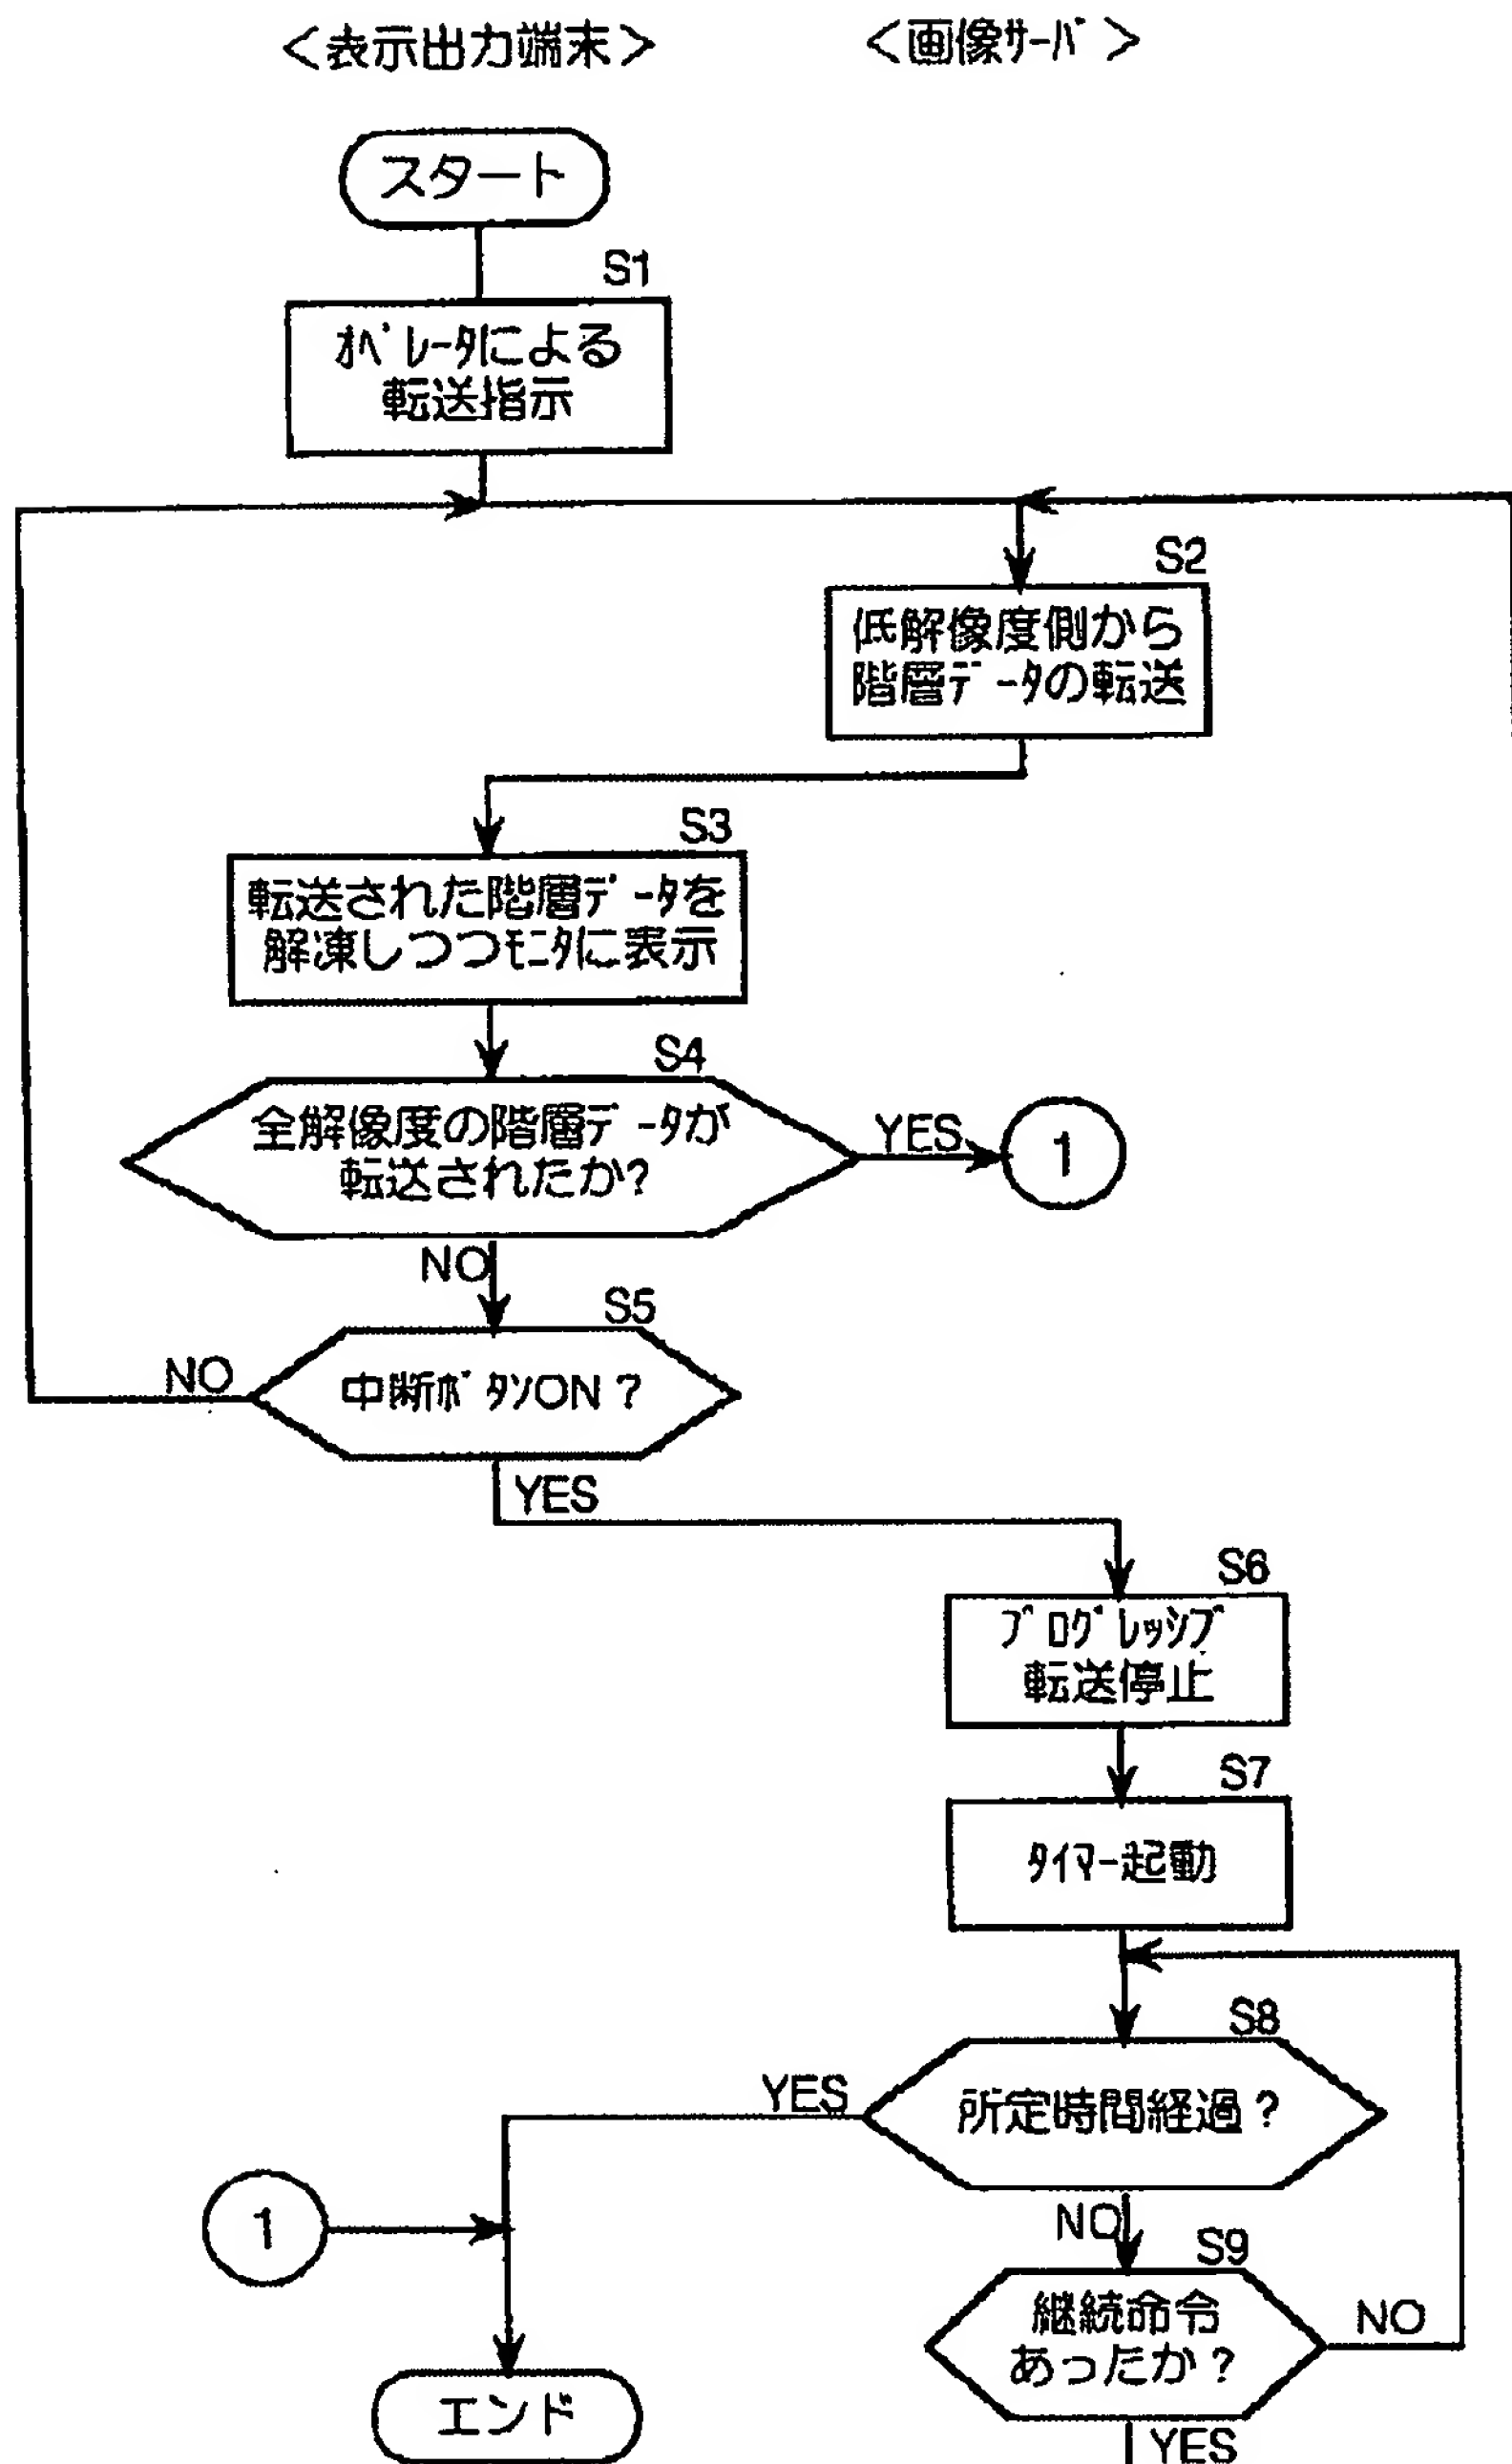 <表示出力端末>
<画像ｻｰﾊﾞ>
スタート
S1
ｵﾍﾟﾚｰﾀによる
転送指示
S2
低解像度側から
階層ﾃﾞｰﾀの転送
S3
転送された階層ﾃﾞｰﾀを
解凍しつつﾓﾆﾀに表示
S4
全解像度の階層ﾃﾞｰﾀが
転送されたか?
YES
1
NO
S5
中断ﾎﾞﾀﾝON?
NO
YES
S6
ﾌﾟﾛｸﾞﾚｯｼﾌﾞ
転送停止
S7
ﾀｲﾏｰ起動
S8
所定時間経過?
YES
NO
1
S9
継続命令
あったか?
NO
YES
エンド